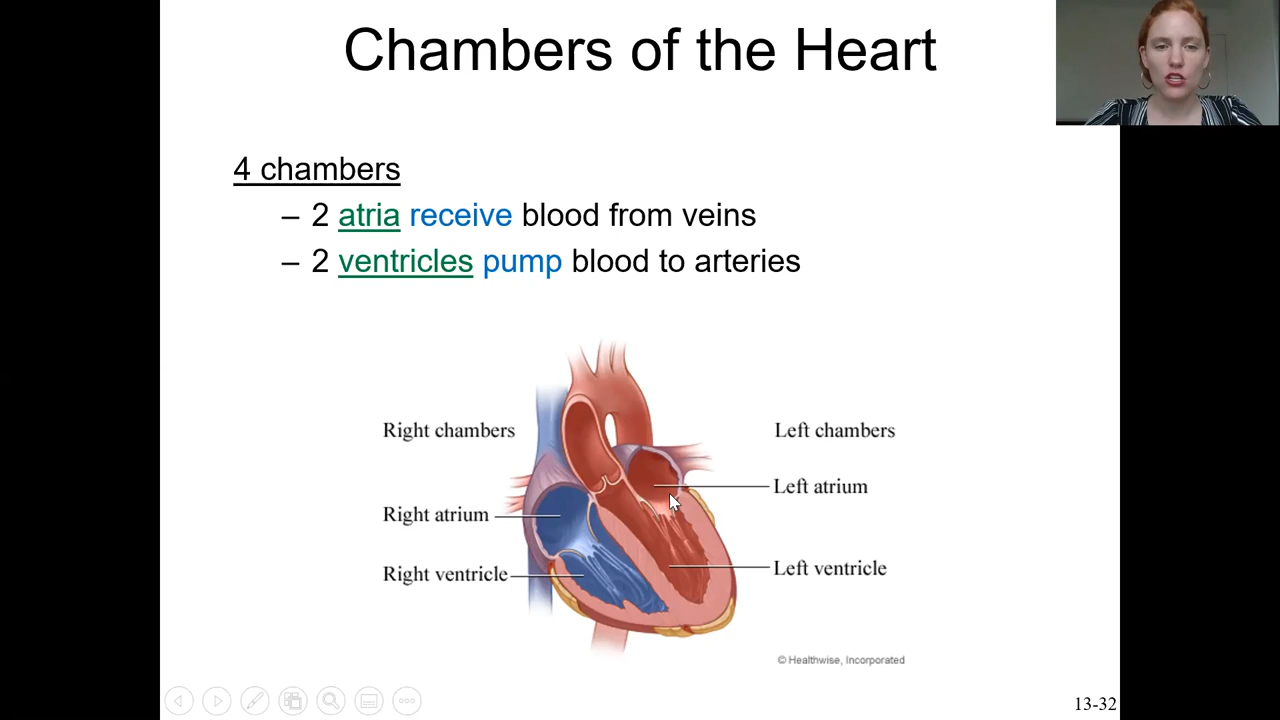 Chambers of the Heart
4 chambers
– 2 atria receive blood from veins
– 2 ventricles pump blood to arteries
Right chambers
Left chambers
Left atrium
Right atrium
Left ventricle
Right ventricle
© Healthwise, Incorporated
13-32